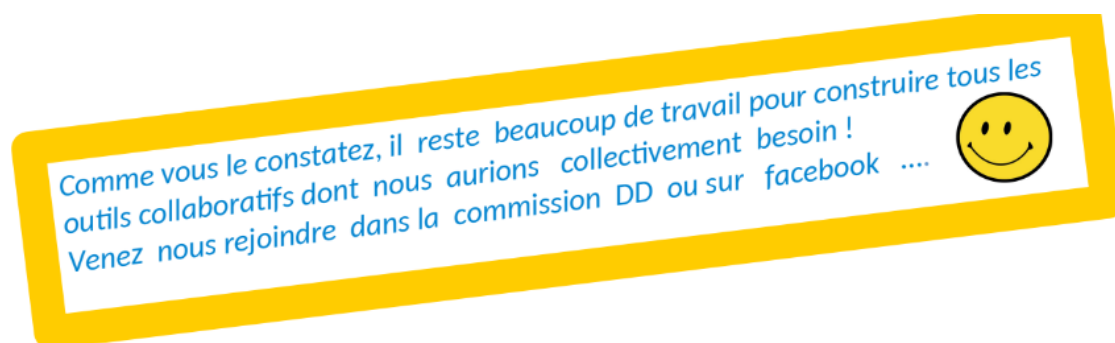 Comme vous le constatez, il reste beaucoup de travail pour construire tous les
outils collaboratifs dont nous aurions collectivement besoin !
Venez nous rejoindre dans la commission DD ou sur facebook ....